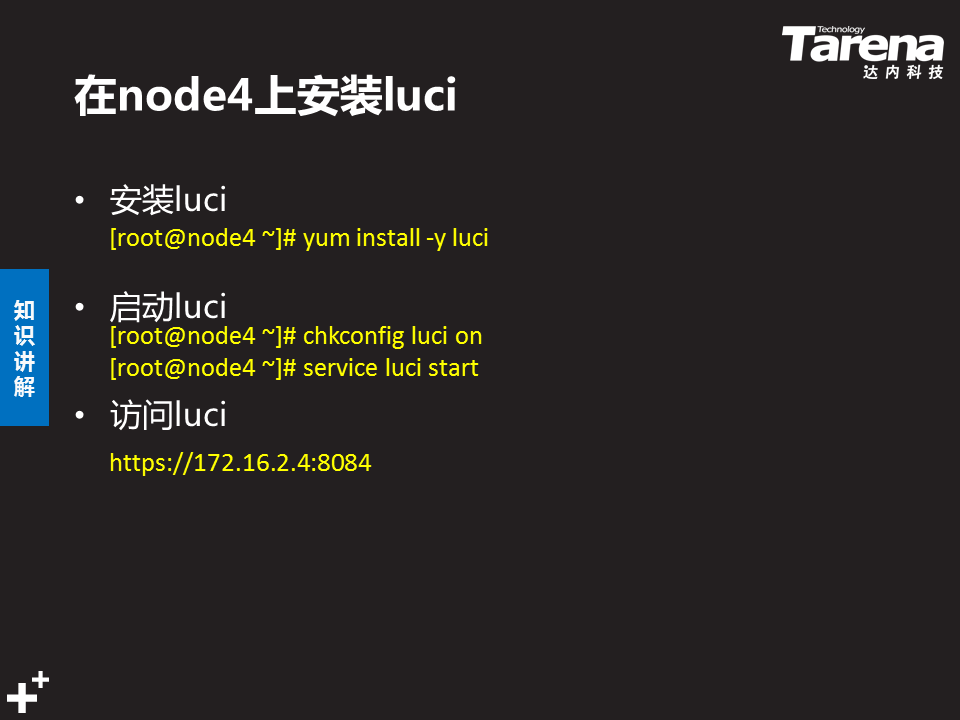 Technology
Tarena
达内科技
在node4上安装luci
• 安装luci
[root@node4 ~]# yum install -y luci
• 启动luci
[root@node4 ~]# chkconfig luci on
[root@node4 ~]# service luci start
• 访问luci
https://172.16.2.4:8084
知识讲解